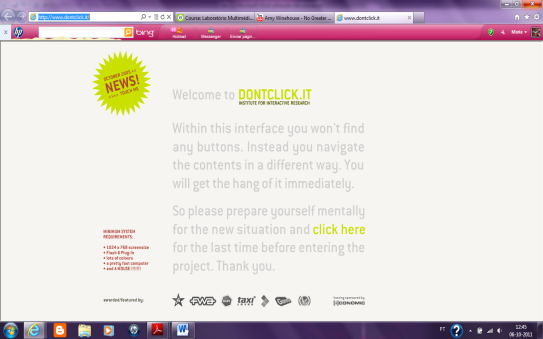 http://www.dontclick.it/
Course: Laboratório Multimédi...
Amy Winehouse - No Greater ...
www.dontclick.it
hp
bing
Hotmail
Messenger
Mais
OCTOBER 2005
NEWS!
TOUCH ME
Welcome to DONTCLICK.IT
INSTITUTE FOR INTERACTIVE RESEARCH
Within this interface you won't find
any buttons. Instead you navigate
the contents in a different way. You
will get the hang of it immediately.
So please prepare yourself mentally
for the new situation and click here
for the last time before entering the
project. Thank you.
MINIMUM SYSTEM
REQUIREMENTS:
• 1024 x 768 screensize
• Flash 6 Plug-In
• lots of colours
• a pretty fast computer
• and a MOUSE !!!!!
awarded/featured by:
FWA
taxi
hosting sponsored by
ECONOMIC
PT
12:45
06-10-2011